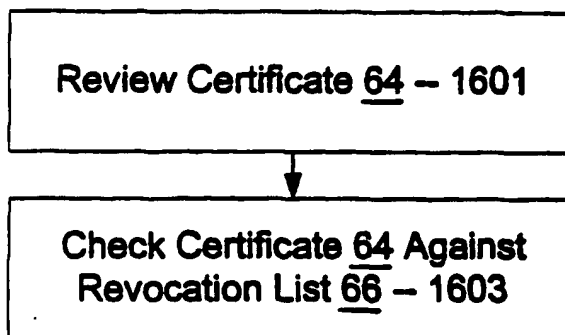 Review Certificate 64 – 1601
Check Certificate 64 Against
Revocation List 66 – 1603